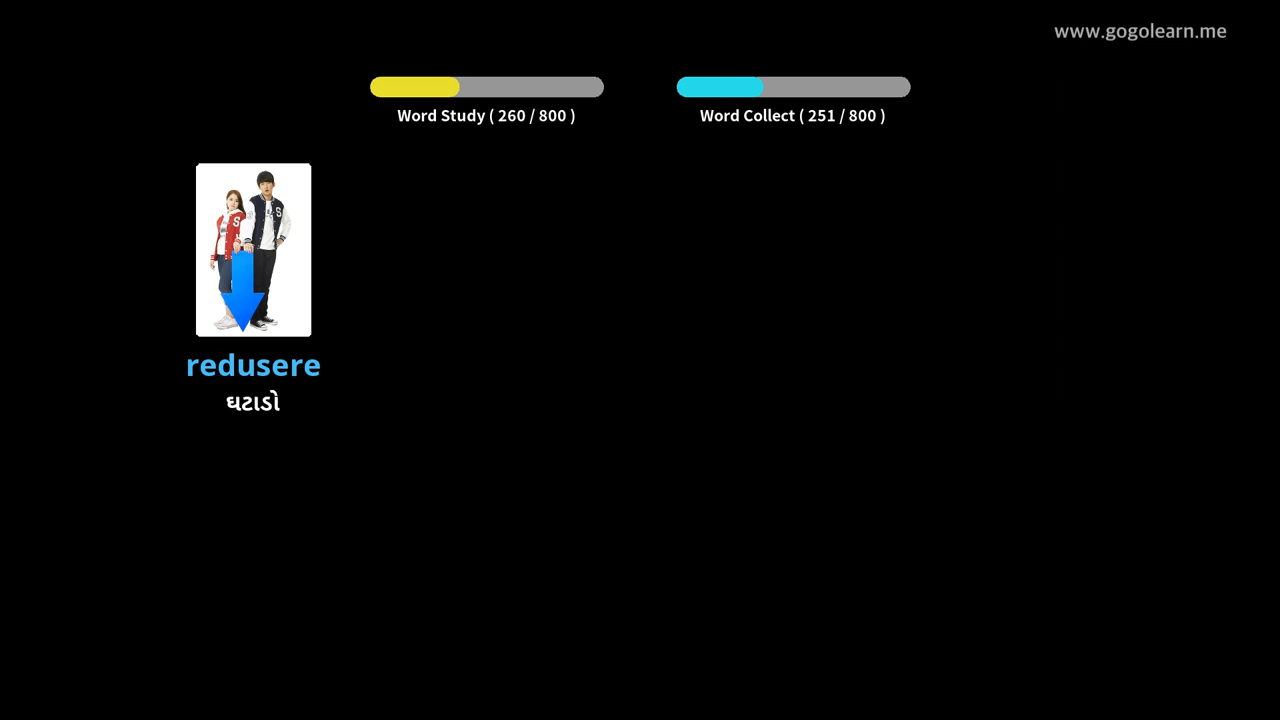 www.gogolearn.me
Word Study ( 260 / 800 )
Word Collect ( 251 / 800 )
S
S
redusere
ઘટાડો